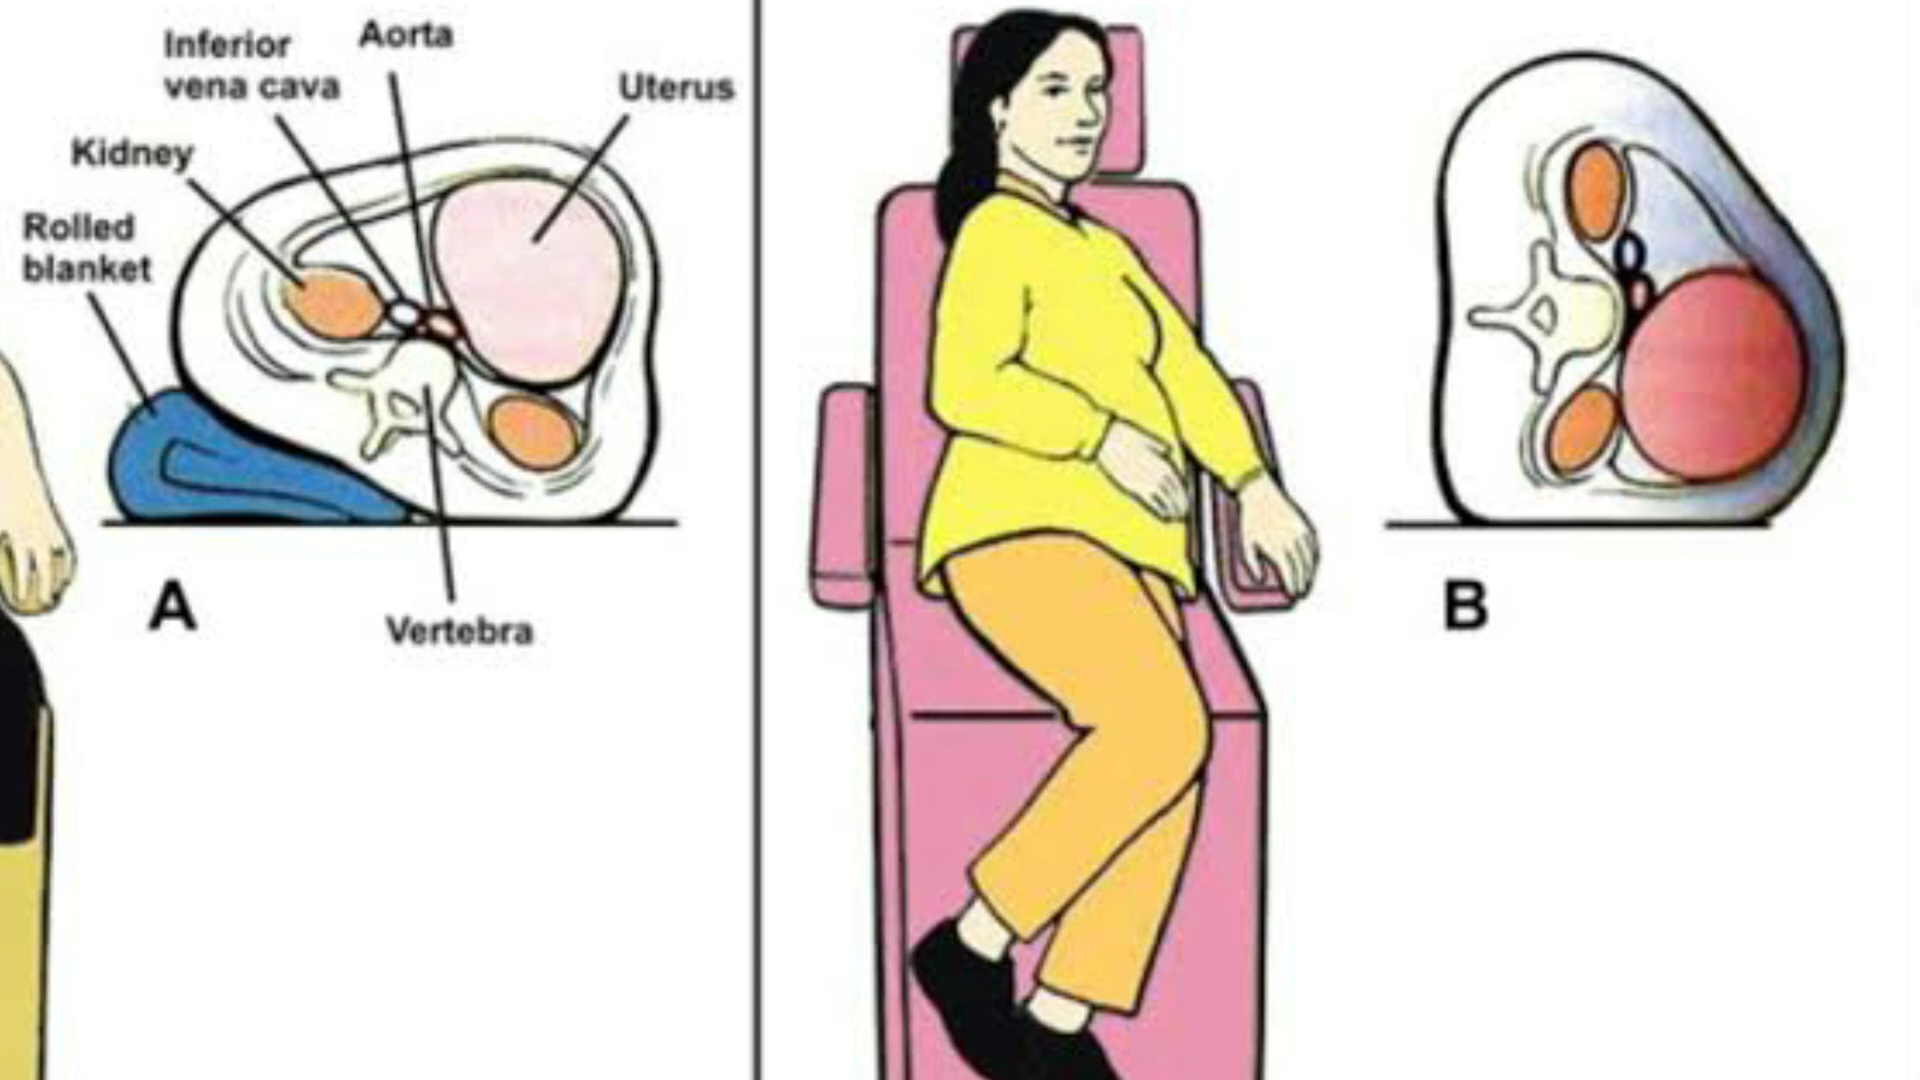 Inferior
vena cava
Aorta
Uterus
Kidney
Rolled
blanket
A
Vertebra
B